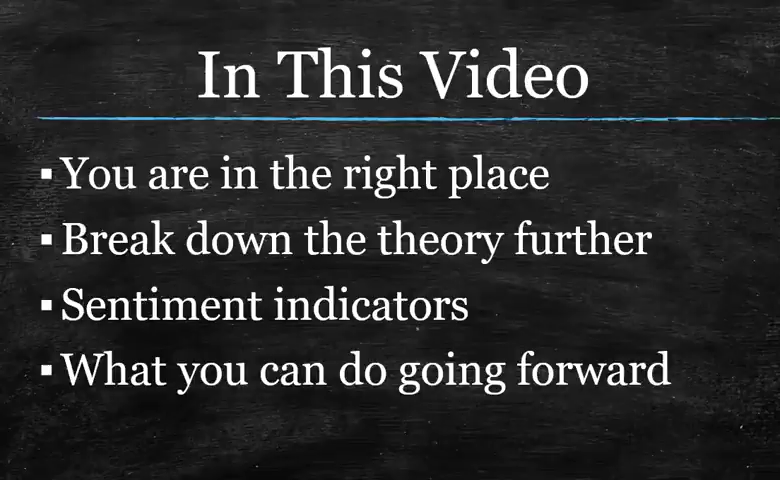 In This Video
▪ You are in the right place
▪ Break down the theory further
▪ Sentiment indicators
▪ What you can do going forward